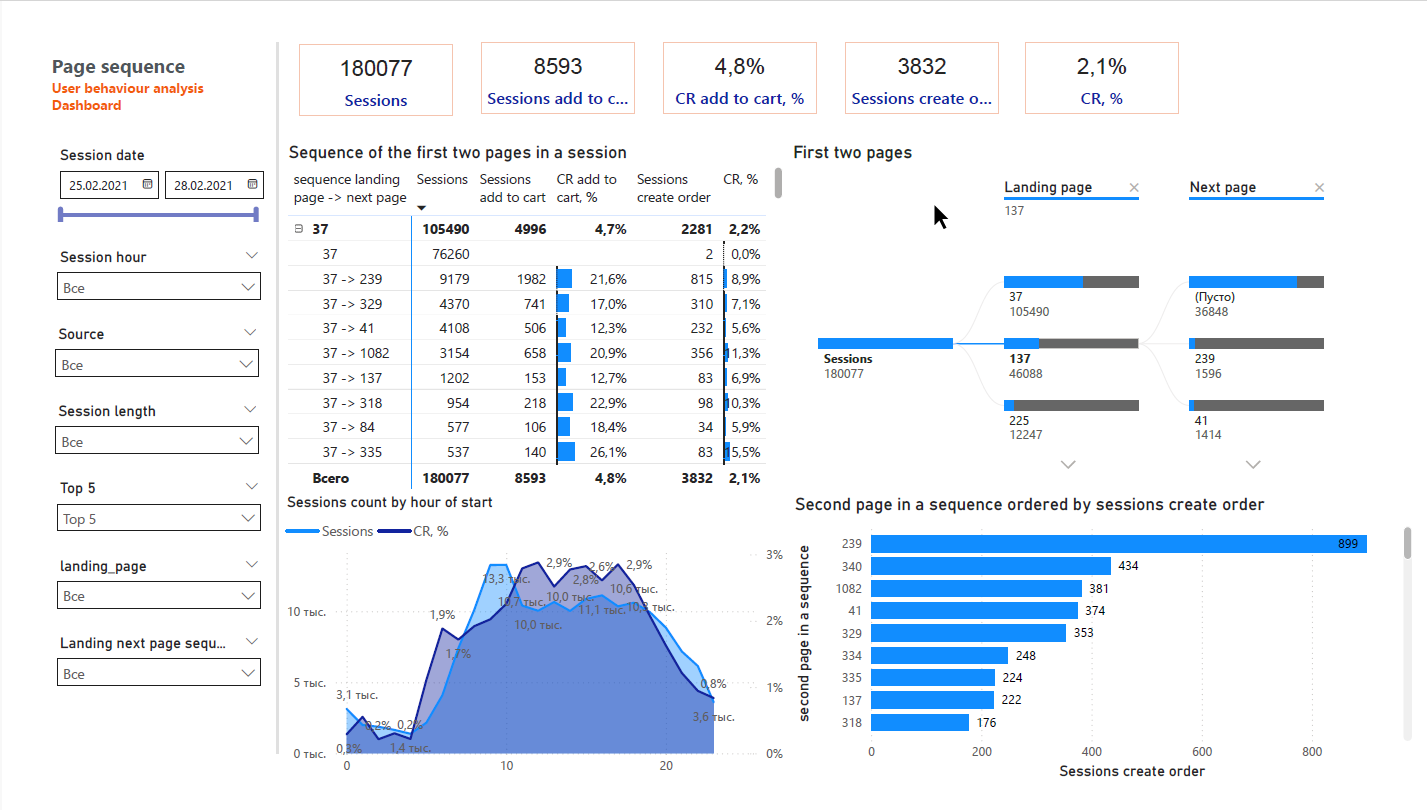 Page sequence
User behaviour analysis
Dashboard
180077
Sessions
8593
Sessions add to c...
4,8%
CR add to cart, %
3832
Sessions create o...
2,1%
CR, %
Session date
25.02.2021
28.02.2021
Session hour
Все
Source
Все
Session length
Все
Top 5
Top 5
landing_page
Все
Landing next page sequ...
Все
Sequence of the first two pages in a session
sequence landing page -> next page Sessions Sessions add to cart CR add to cart, % Sessions create order CR, %
37 105490 4996 4,7% 2281 2,2%
37 76260 2 0,0%
37 -> 239 9179 1982 21,6% 815 8,9%
37 -> 329 4370 741 17,0% 310 7,1%
37 -> 41 4108 506 12,3% 232 5,6%
37 -> 1082 3154 658 20,9% 356 1,3%
37 -> 137 1202 153 12,7% 83 6,9%
37 -> 318 954 218 22,9% 98 0,3%
37 -> 84 577 106 18,4% 34 5,9%
37 -> 335 537 140 26,1% 83 5,5%
Всего 180077 8593 4,8% 3832 2,1%
First two pages
Landing page
137
Next page
Sessions
180077
37
105490
137
46088
225
12247
(Пусто)
36848
239
1596
41
1414
Sessions count by hour of start
Sessions CR, %
10 тыс.
5 тыс.
0 тыс.
3%
2%
1%
0%
0 10 20
3,1 тыс.
0,3%
0,2%
0,2%
1,4 тыс.
1,9%
1,7%
13,3 тыс.
10,7 тыс.
10,0 тыс.
2,9%
10,0 тыс.
2,8%
2,6%
11,1 тыс.
10,6 тыс.
2,9%
10,3 тыс.
0,8%
3,6 тыс.
Second page in a sequence ordered by sessions create order
second page in a sequence
239 899
340 434
1082 381
41 374
329 353
334 248
335 224
137 222
318 176
0 200 400 600 800
Sessions create order